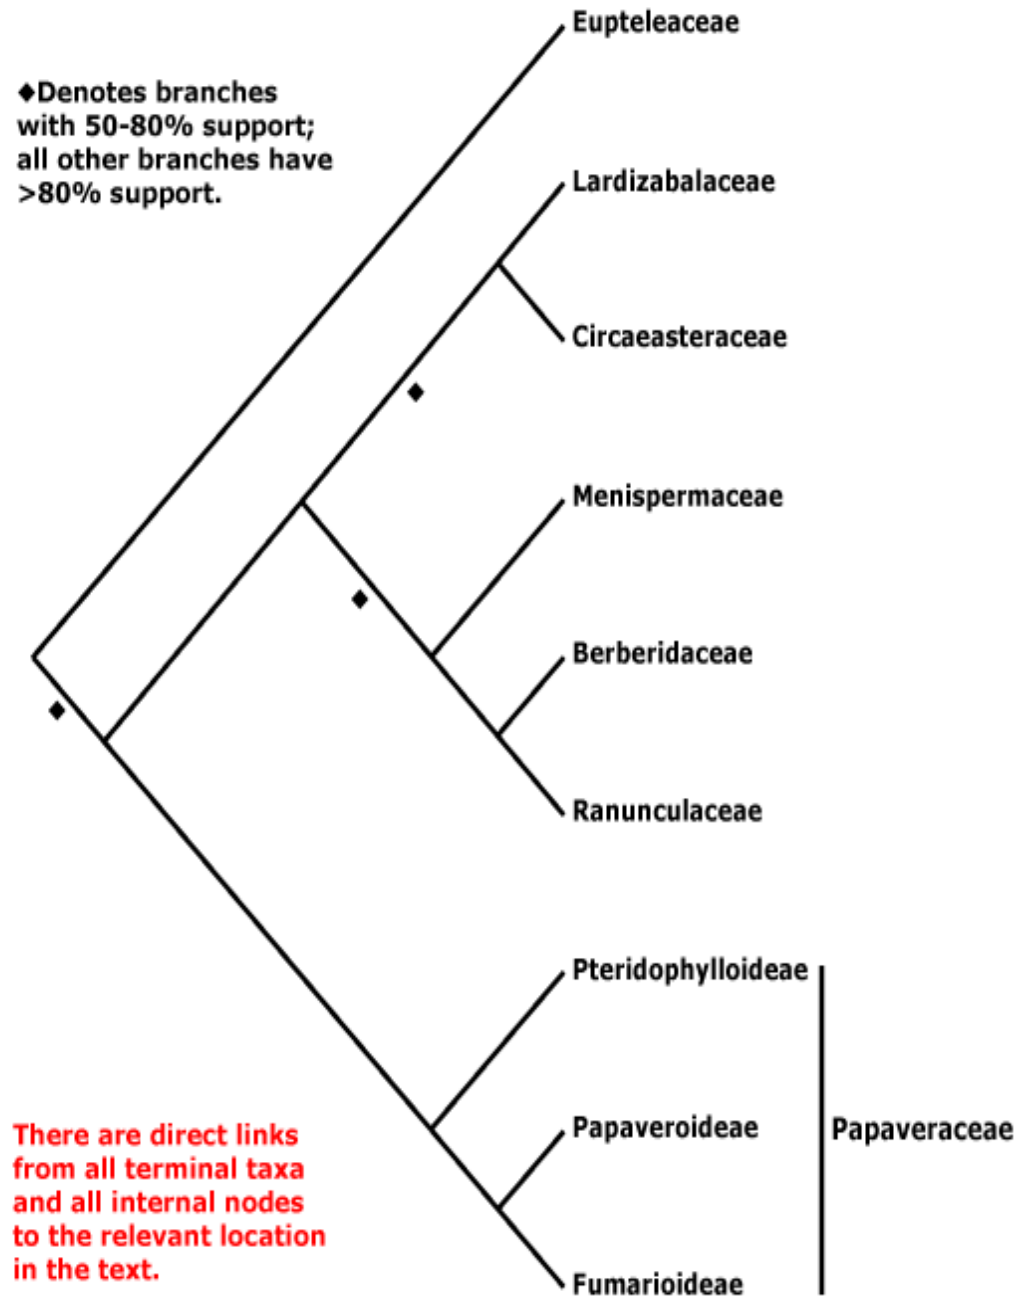 Eupteleaceae
◆Denotes branches
with 50-80% support;
all other branches have
>80% support.
Lardizabalaceae
Circaeasteraceae
Menispermaceae
Berberidaceae
Ranunculaceae
Pteridophylloideae
Papaveroideae
Papaveraceae
Fumarioideae
There are direct links
from all terminal taxa
and all internal nodes
to the relevant location
in the text.